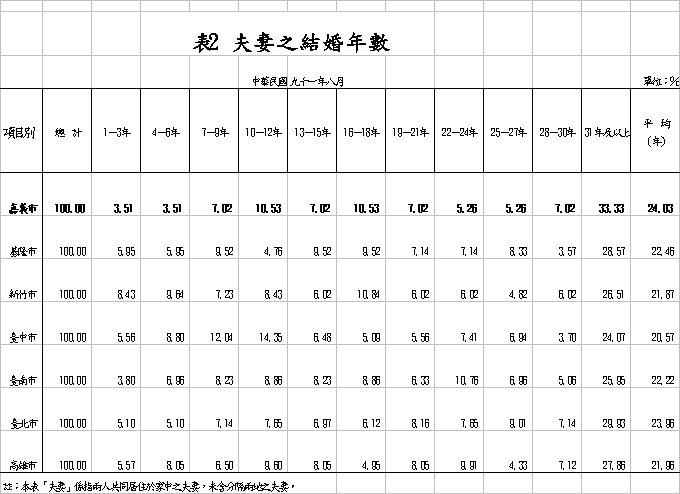 表2 夫妻之結婚年數
中華民國九十一年八月 單位：%
項目別 總 計 1－3年 4－6年 7－9年 10－12年 13－15年 16－18年 19－21年 22－24年 25－27年 28－30年 31年及以上 平 均 (年)
嘉義市 100.00 3.51 3.51 7.02 10.53 7.02 10.53 7.02 5.26 5.26 7.02 33.33 24.03
基隆市 100.00 5.95 5.95 9.52 4.76 9.52 9.52 7.14 7.14 8.33 3.57 28.57 22.46
新竹市 100.00 8.43 9.64 7.23 8.43 6.02 10.84 6.02 6.02 4.82 6.02 26.51 21.87
臺中市 100.00 5.56 8.80 12.04 14.35 6.48 5.09 5.56 7.41 6.94 3.70 24.07 20.57
臺南市 100.00 3.80 6.96 8.23 8.86 8.23 8.86 6.33 10.76 6.96 5.06 25.95 22.22
臺北市 100.00 5.10 5.10 7.14 7.65 6.97 6.12 8.16 7.65 9.01 7.14 29.93 23.96
高雄市 100.00 5.57 8.05 6.50 9.60 8.05 4.95 8.05 9.91 4.33 7.12 27.86 21.96
註：本表「夫妻」係指兩人共同居住於家中之夫妻，未含分隔兩地之夫妻。